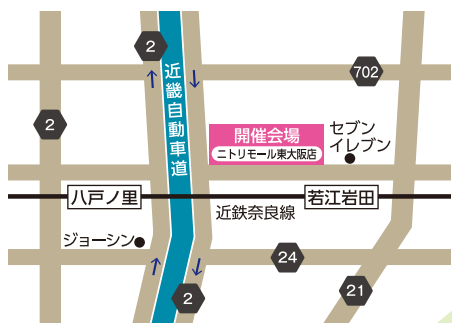 2
702
2
近畿自動車道
開催会場
ニトリモール東大阪店
セブン
イレブン
八戸ノ里
若江岩田
近鉄奈良線
ジョーシン
24
21
2